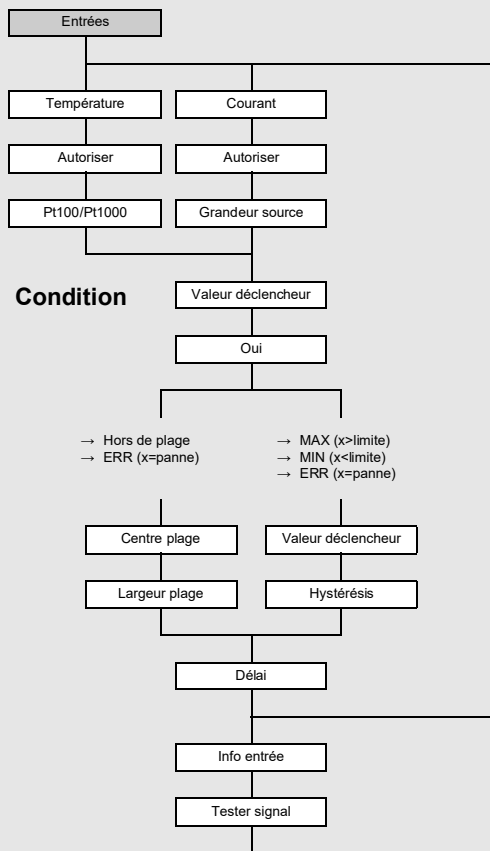 Entrées
Température
Courant
Autoriser
Autoriser
Pt100/Pt1000
Grandeur source
Condition
Valeur déclencheur
Oui
→ Hors de plage
→ ERR (x=panne)
→ MAX (x>limite)
→ MIN (x<limite)
→ ERR (x=panne)
Centre plage
Valeur déclencheur
Largeur plage
Hystérésis
Délai
Info entrée
Tester signal